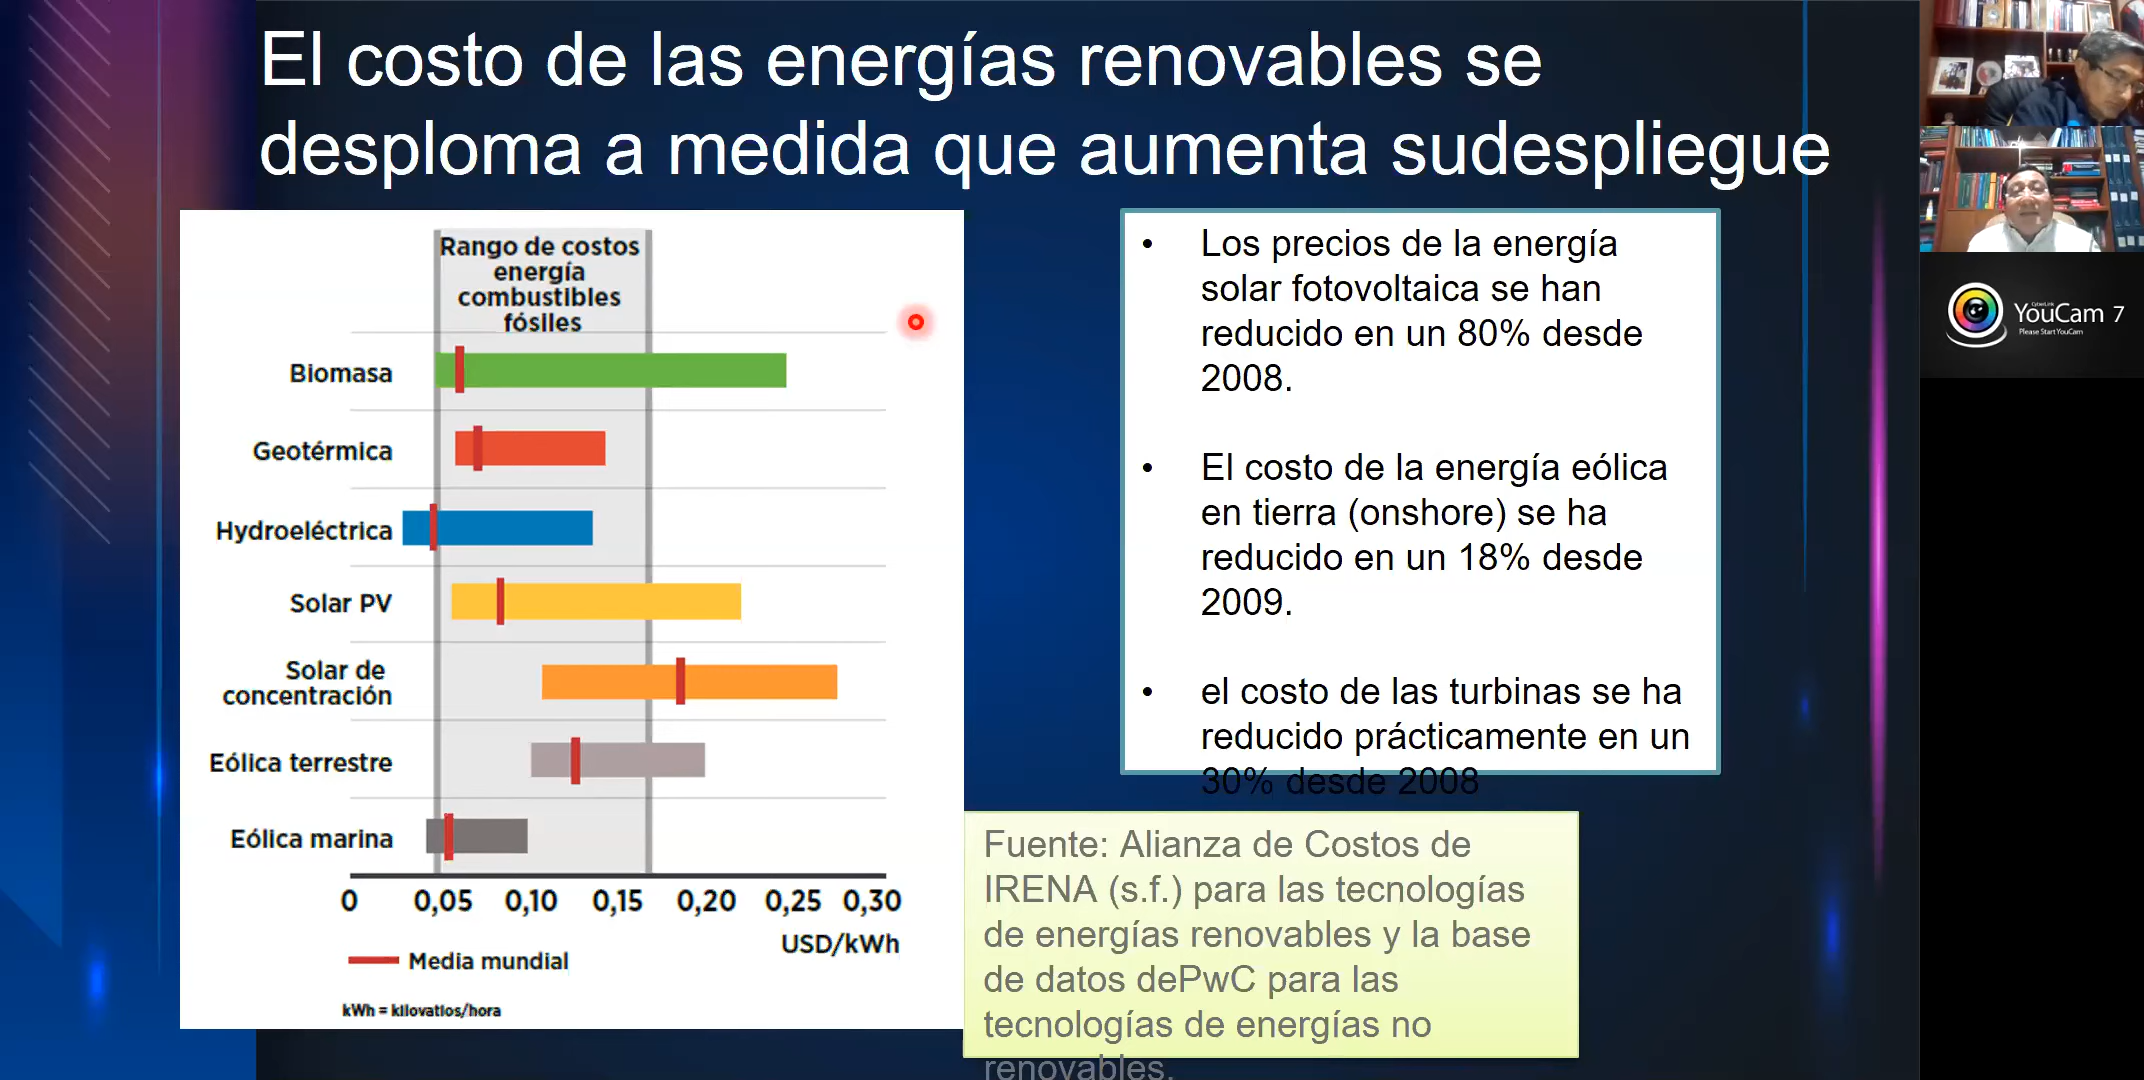 El costo de las energías renovables se
desploma a medida que aumenta sudespliegue
Rango de costos
energía
combustibles
fósiles
Biomasa
Geotérmica
Hydroeléctrica
Solar PV
Solar de
concentración
Eólica terrestre
Eólica marina
0 0,05 0,10 0,15 0,20 0,25 0,30
USD/kWh
Media mundial
kWh = kilovatios/hora
• Los precios de la energía
solar fotovoltaica se han
reducido en un 80% desde
2008.
• El costo de la energía eólica
en tierra (onshore) se ha
reducido en un 18% desde
2009.
• el costo de las turbinas se ha
reducido prácticamente en un
30% desde 2008
Fuente: Alianza de Costos de
IRENA (s.f.) para las tecnologías
de energías renovables y la base
de datos dePwC para las
tecnologías de energías no
renovables.
CyberLink
YouCam 7
Please Start YouCam